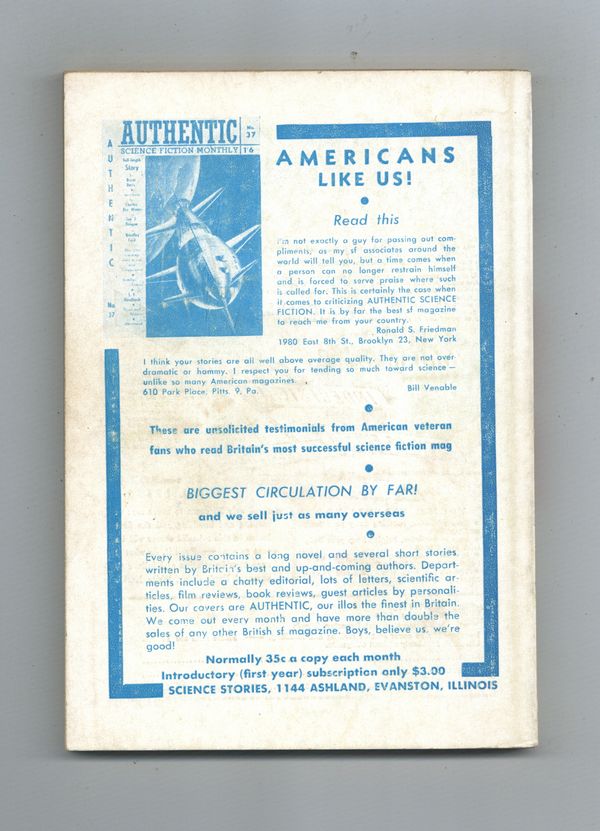 AUTHENTIC
No. 37
SCIENCE FICTION MONTHLY 1'6
AUTHENTIC
No. 37
Full length
Story
AMERICANS
LIKE US!
Read this
I'm not exactly a guy for passing out com-
pliments, as my sf associates around the
world will tell you, but a time comes when
a person can no longer restrain himself
and is forced to serve praise where such
is called for. This is certainly the case when
it comes to criticizing AUTHENTIC SCIENCE
FICTION. It is by far the best sf magazine
to reach me from your country.
Ronald S. Friedman
1980 East 8th St., Brooklyn 23, New York
I think your stories are all well above average quality. They are not over
dramatic or hammy. I respect you for tending so much toward science—
unlike so many American magazines.
610 Park Place, Pitts. 9, Pa. Bill Venable
These are unsolicited testimonials from American veteran
fans who read Britain's most successful science fiction mag
BIGGEST CIRCULATION BY FAR!
and we sell just as many overseas
Every issue contains a long novel and several short stories
written by Britain's best and up-and-coming authors. Depart-
ments include a chatty editorial, lots of letters, scientific ar-
ticles, film reviews, book reviews, guest articles by personali-
ties. Our covers are AUTHENTIC, our illos the finest in Britain.
We come out every month and have more than double the
sales of any other British sf magazine. Boys, believe us, we're
good!
Normally 35c a copy each month
Introductory (first year) subscription only $3.00
SCIENCE STORIES, 1144 ASHLAND, EVANSTON, ILLINOIS